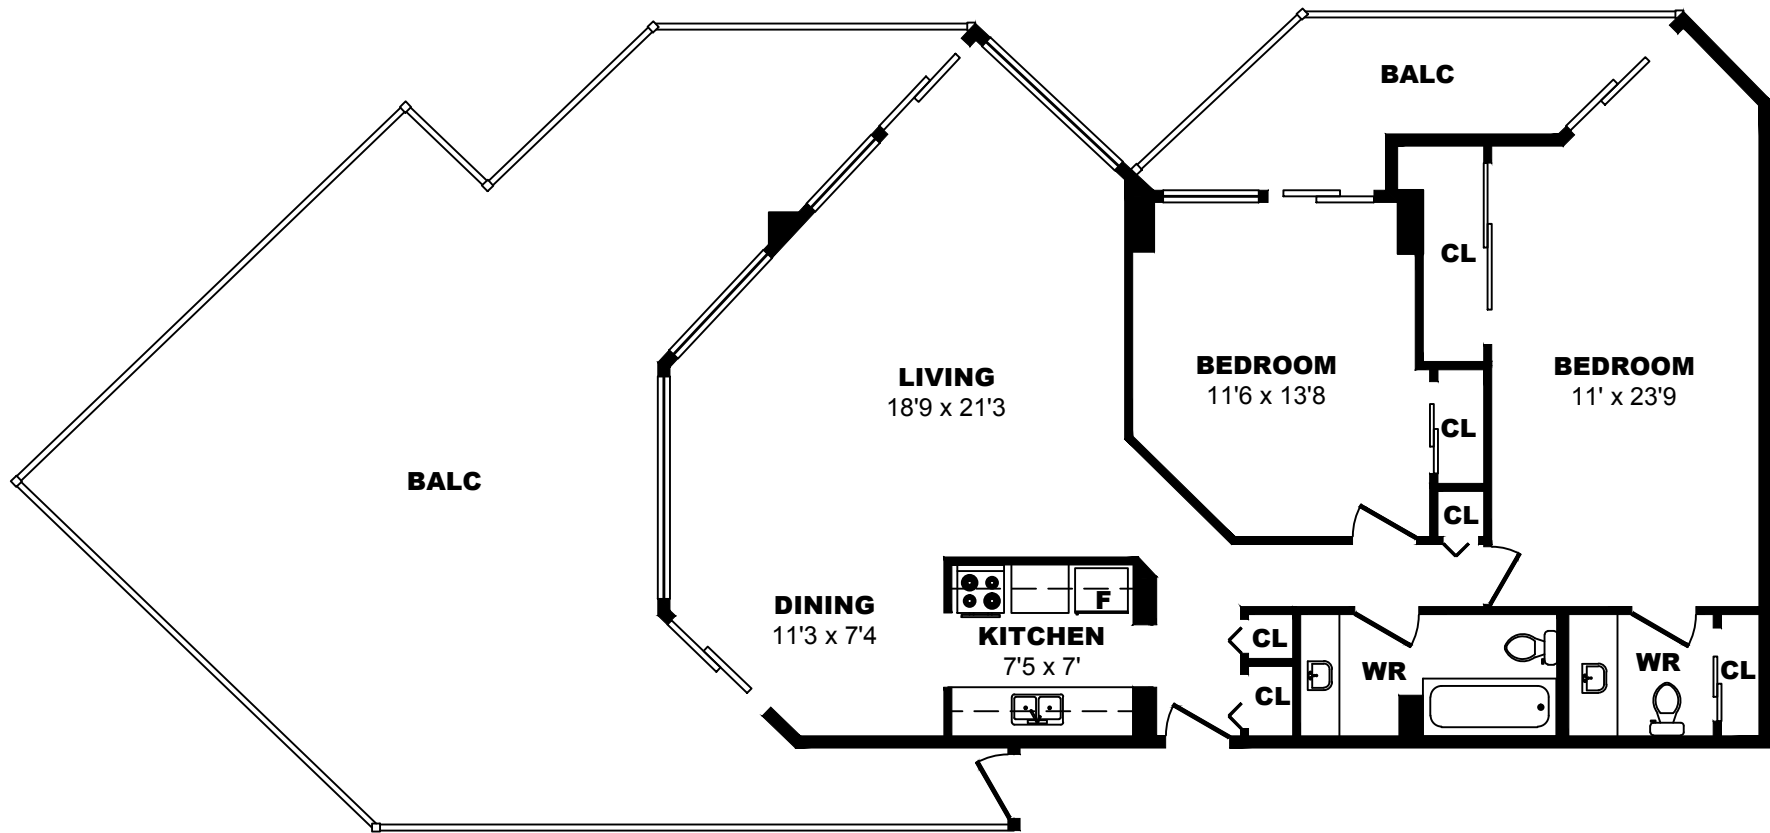 BALC
BALC
CL
LIVING
18'9 x 21'3
BEDROOM
11'6 x 13'8
BEDROOM
11' x 23'9
CL
BALC
CL
DINING
11'3 x 7'4
F
KITCHEN
7'5 x 7'
CL
WR
WR
CL
CL